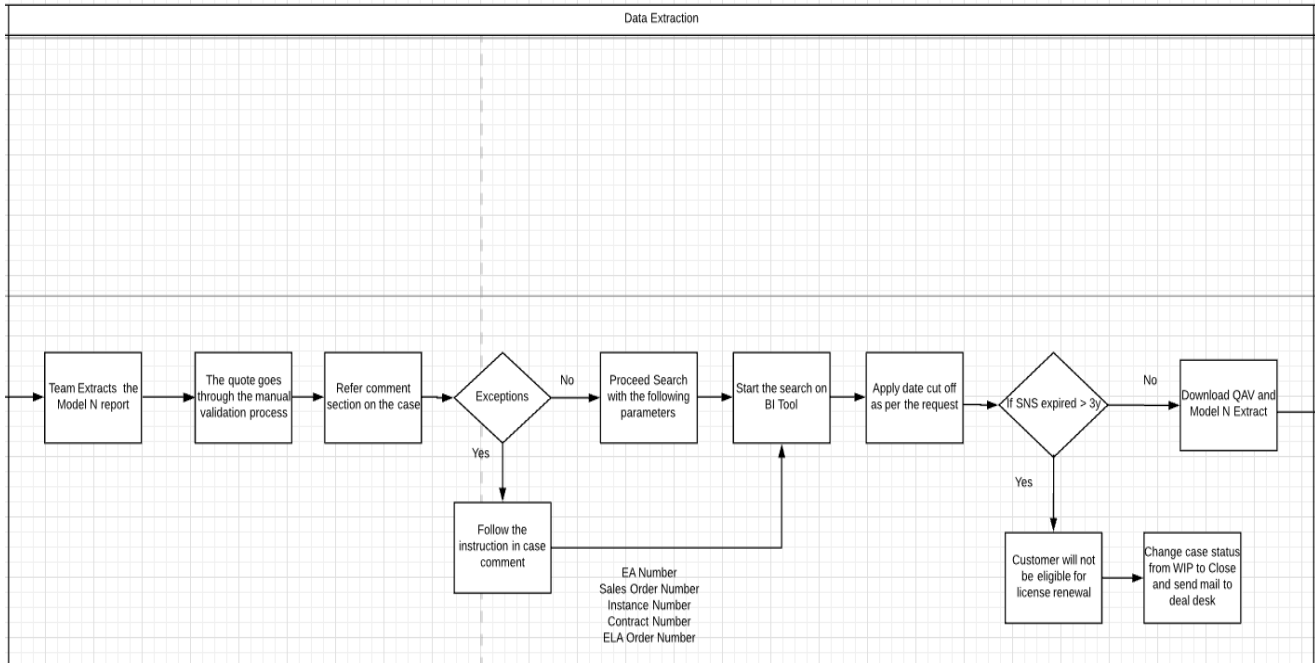 Data Extraction
Team Extracts the
Model N report
The quote goes
through the manual
validation process
Refer comment
section on the case
Exceptions
No
Yes
Proceed Search
with the following
parameters
Start the search on
BI Tool
Apply date cut off
as per the request
If SNS expired > 3y
No
Yes
Download QAV and
Model N Extract
Follow the
instruction in case
comment
EA Number
Sales Order Number
Instance Number
Contract Number
ELA Order Number
Customer will not
be eligible for
license renewal
Change case status
from WIP to Close
and send mail to
deal desk